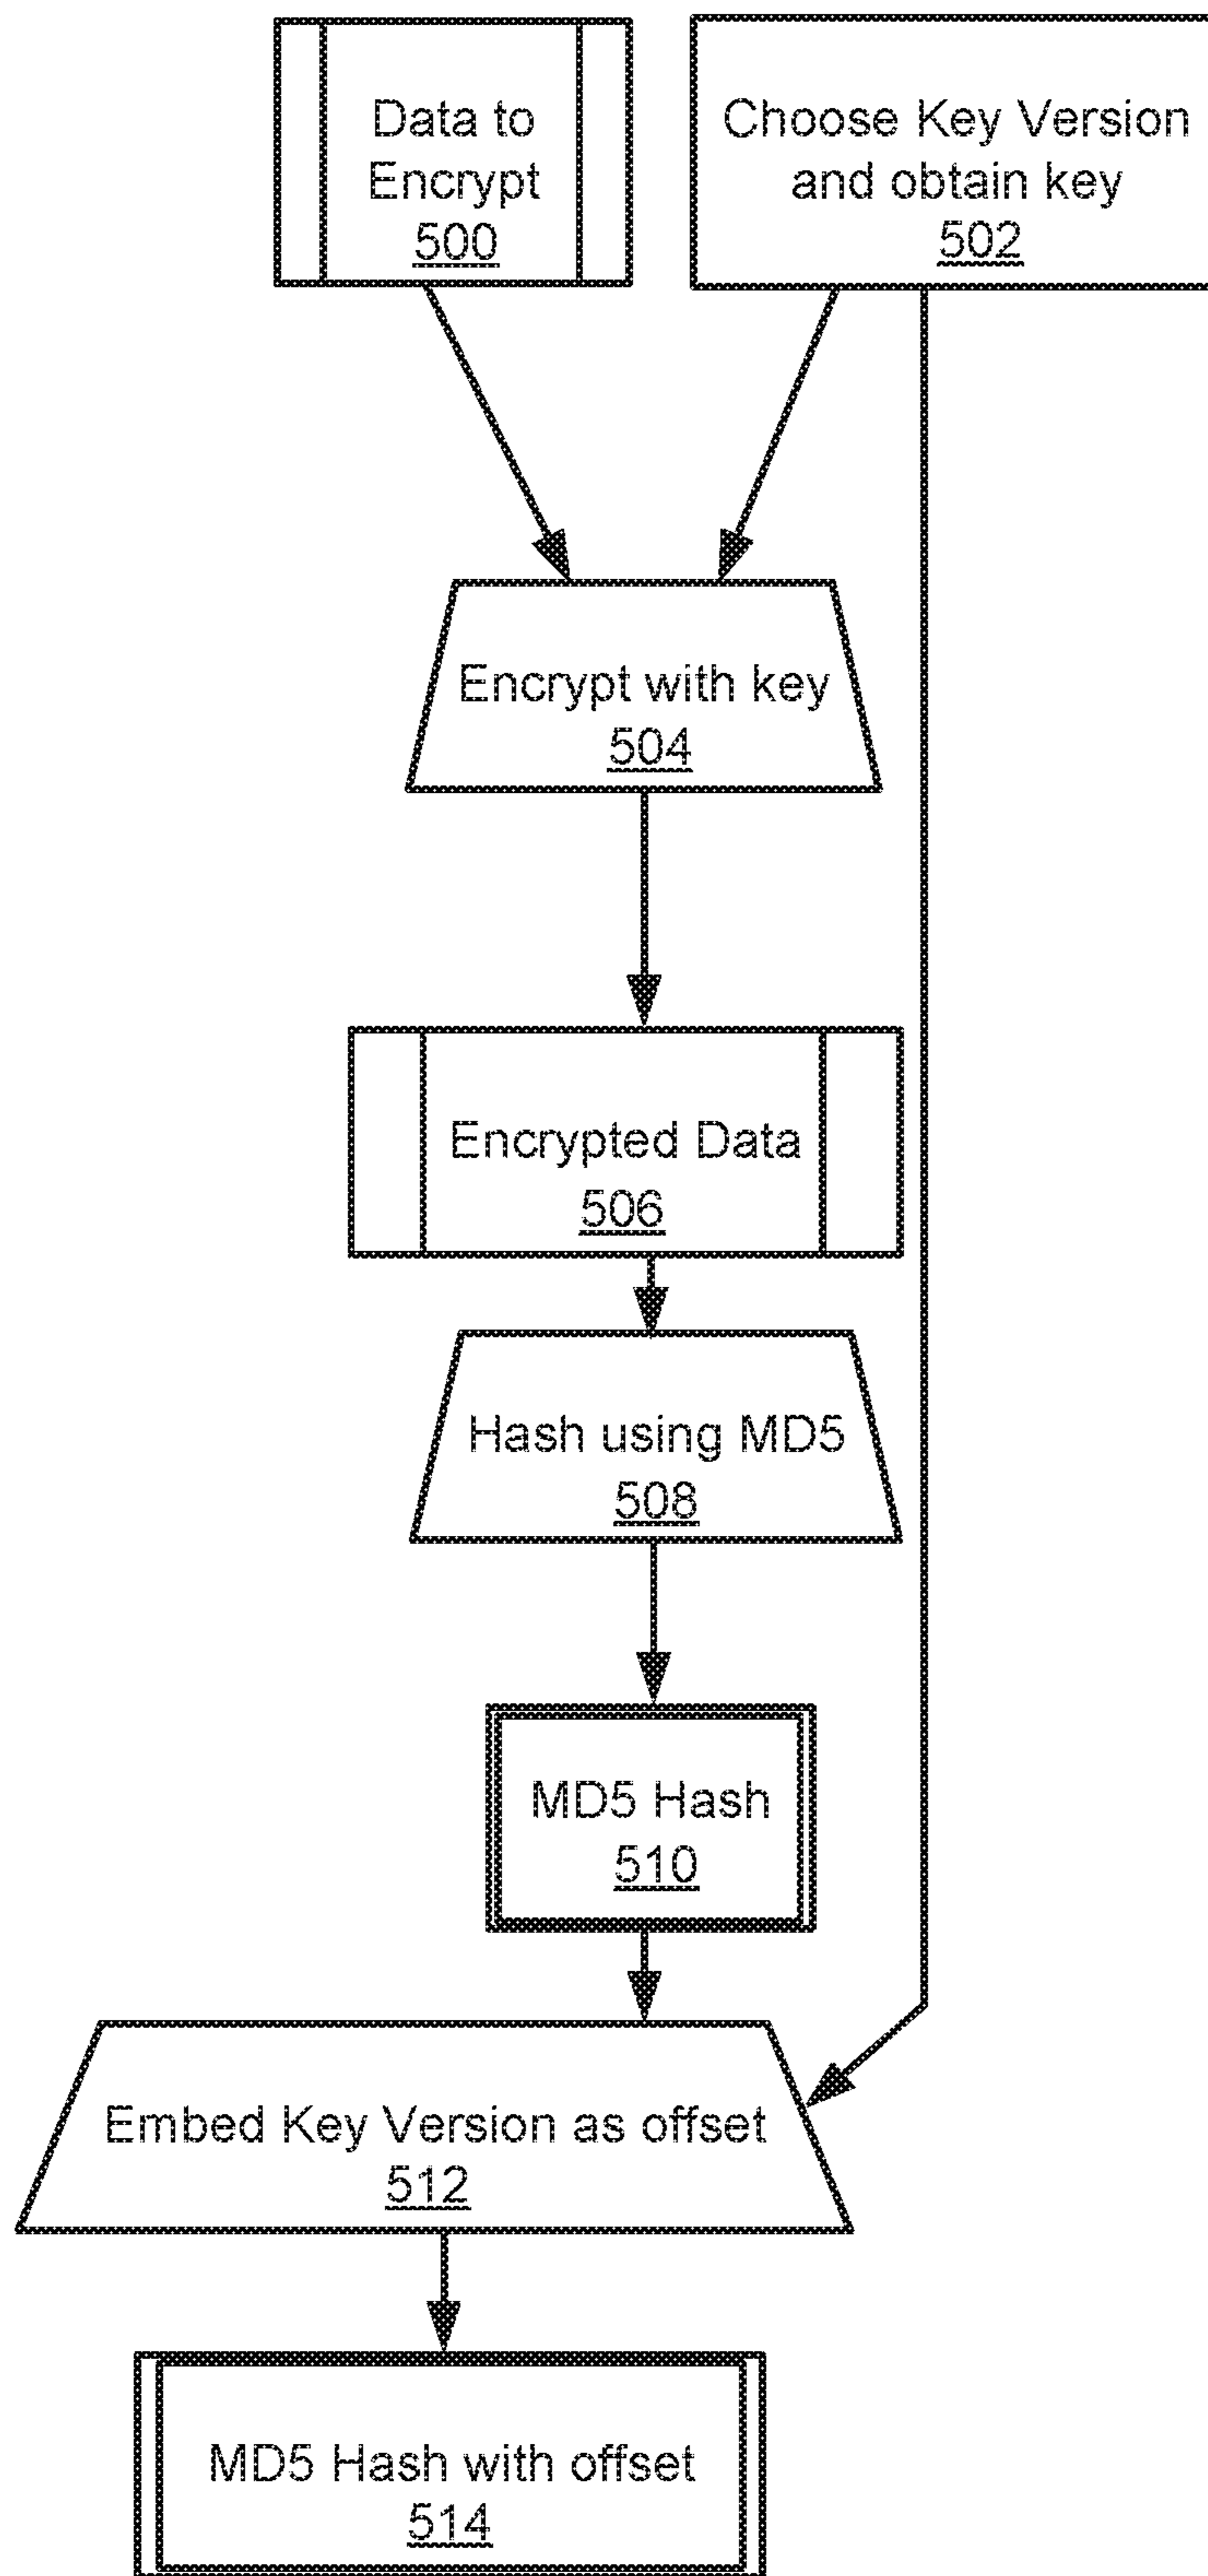 Data to
Encrypt
500
Choose Key Version
and obtain key
502
Encrypt with key
504
Encrypted Data
506
Hash using MD5
508
MD5 Hash
510
Embed Key Version as offset
512
MD5 Hash with offset
514